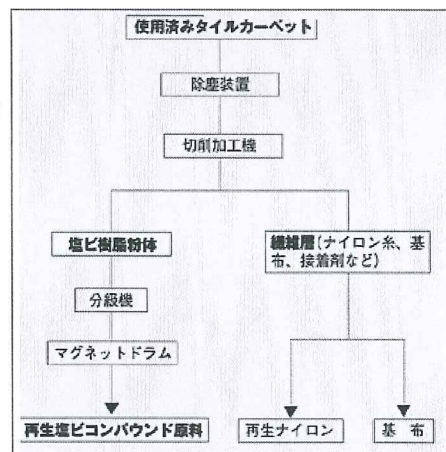 使用済みタイルカーペット
除塵装置
切削加工機
塩ビ樹脂粉体
繊維層(ナイロン糸、基
布、接着剤など)
分級機
マグネットドラム
再生塩ビコンパウンド原料
再生ナイロン
基 布